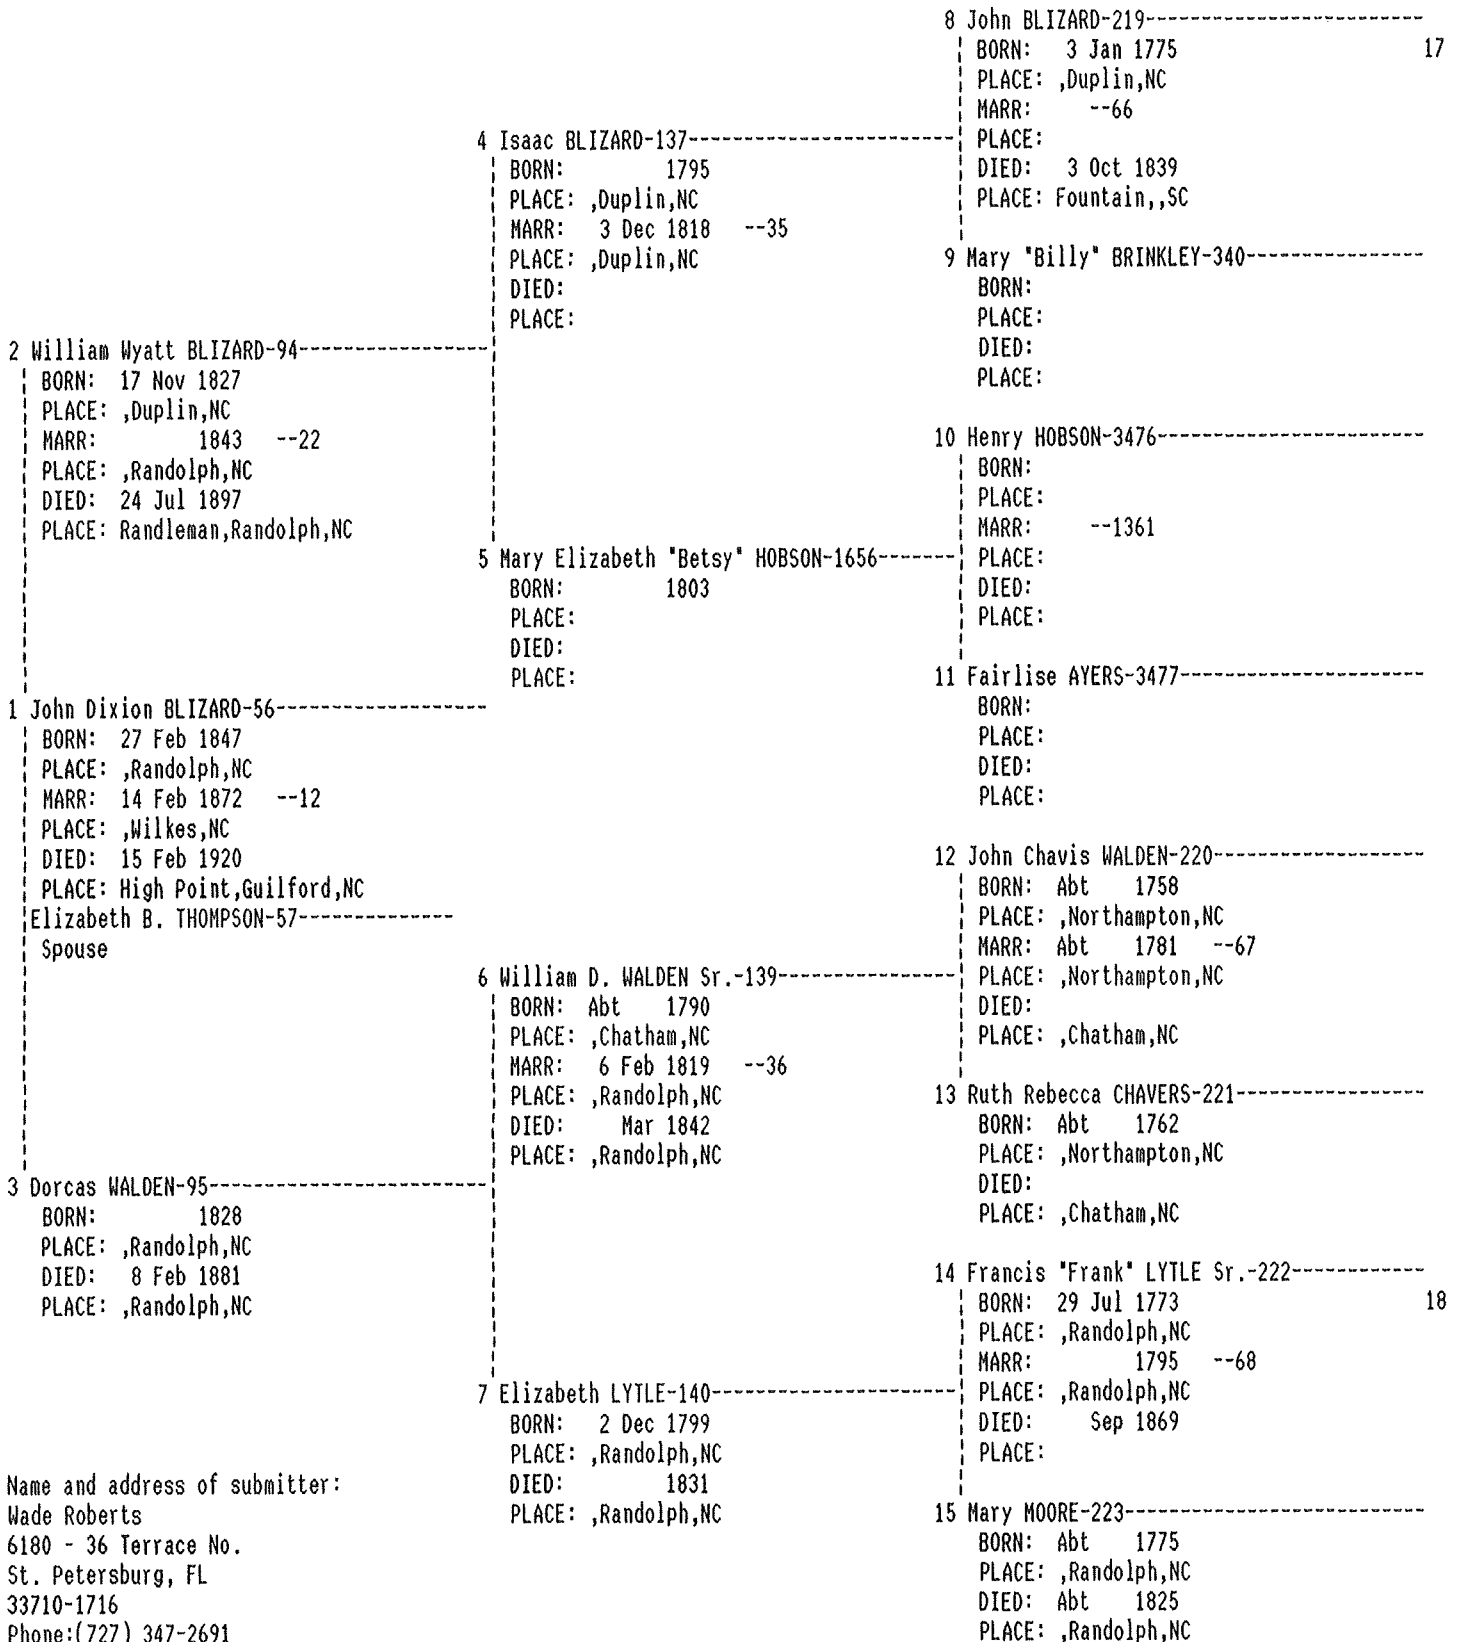 8 John BLIZARD-219
BORN: 3 Jan 1775 17
PLACE: ,Duplin,NC
MARR: --66
PLACE:
DIED: 3 Oct 1839
PLACE: Fountain,,SC
4 Isaac BLIZARD-137
BORN: 1795
PLACE: ,Duplin,NC
MARR: 3 Dec 1818 --35
PLACE: ,Duplin,NC
DIED:
PLACE:
9 Mary "Billy" BRINKLEY-340
BORN:
PLACE:
DIED:
PLACE:
2 William Wyatt BLIZARD-94
BORN: 17 Nov 1827
PLACE: ,Duplin,NC
MARR: 1843 --22
PLACE: ,Randolph,NC
DIED: 24 Jul 1897
PLACE: Randleman,Randolph,NC
10 Henry HOBSON-3476
BORN:
PLACE:
MARR: --1361
PLACE:
DIED:
PLACE:
5 Mary Elizabeth "Betsy" HOBSON-1656
BORN: 1803
PLACE:
DIED:
PLACE:
11 Fairlise AYERS-3477
BORN:
PLACE:
DIED:
PLACE:
1 John Dixion BLIZARD-56
BORN: 27 Feb 1847
PLACE: ,Randolph,NC
MARR: 14 Feb 1872 --12
PLACE: ,Wilkes,NC
DIED: 15 Feb 1920
PLACE: High Point,Guilford,NC
Elizabeth B. THOMPSON-57
Spouse
12 John Chavis WALDEN-220
BORN: Abt 1758
PLACE: ,Northampton,NC
MARR: Abt 1781 --67
PLACE: ,Northampton,NC
DIED:
PLACE: ,Chatham,NC
6 William D. WALDEN Sr.-139
BORN: Abt 1790
PLACE: ,Chatham,NC
MARR: 6 Feb 1819 --36
PLACE: ,Randolph,NC
DIED: Mar 1842
PLACE: ,Randolph,NC
13 Ruth Rebecca CHAVERS-221
BORN: Abt 1762
PLACE: ,Northampton,NC
DIED:
PLACE: ,Chatham,NC
3 Dorcas WALDEN-95
BORN: 1828
PLACE: ,Randolph,NC
DIED: 8 Feb 1881
PLACE: ,Randolph,NC
14 Francis "Frank" LYTLE Sr.-222
BORN: 29 Jul 1773 18
PLACE: ,Randolph,NC
MARR: 1795 --68
PLACE: ,Randolph,NC
DIED: Sep 1869
PLACE:
7 Elizabeth LYTLE-140
BORN: 2 Dec 1799
PLACE: ,Randolph,NC
DIED: 1831
PLACE: ,Randolph,NC
15 Mary MOORE-223
BORN: Abt 1775
PLACE: ,Randolph,NC
DIED: Abt 1825
PLACE: ,Randolph,NC
Name and address of submitter:
Wade Roberts
6180 - 36 Terrace No.
St. Petersburg, FL
33710-1716
Phone:(727) 347-2691